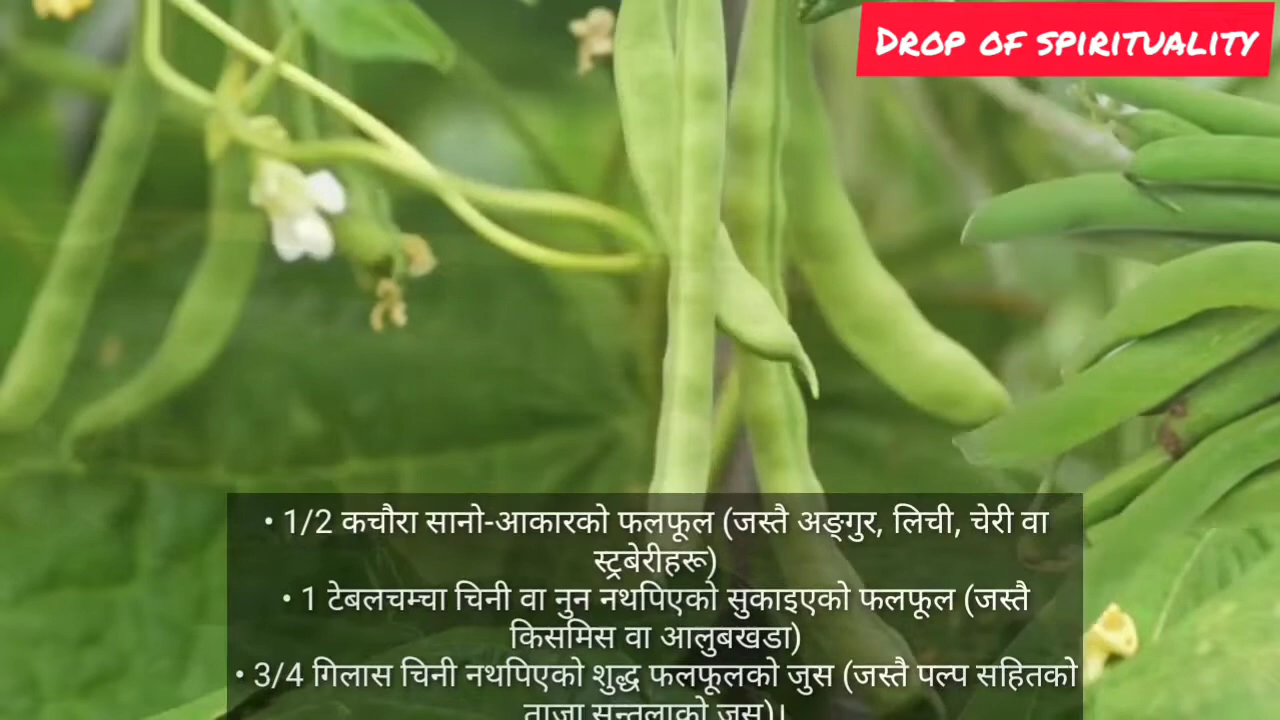 DROP OF SPIRITUALITY
• 1/2 कचौरा सानो-आकारको फलफूल (जस्तै अङ्गुर, लिची, चेरी वा
स्ट्रबेरीहरू)
• 1 टेबलचम्चा चिनी वा नुन नथपिएको सुकाइएको फलफूल (जस्तै
किसमिस वा आलुबखडा)
• 3/4 गिलास चिनी नथपिएको शुद्ध फलफूलको जुस (जस्तै पल्प सहितको
ताजा सुन्तलाको जुस)।